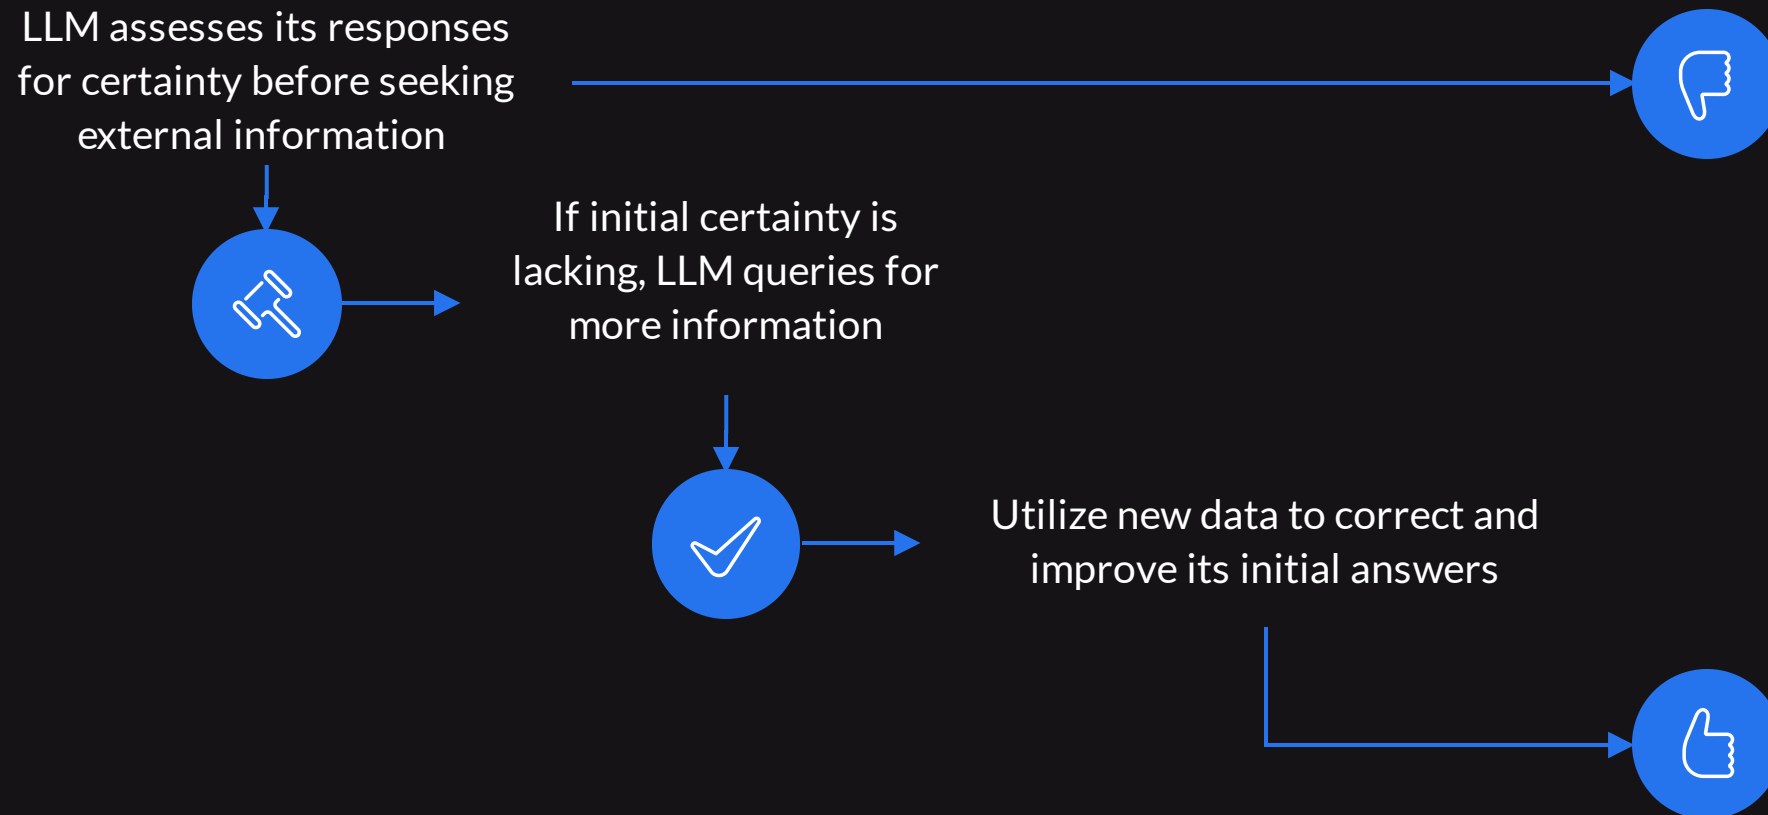 LLM assesses its responses
for certainty before seeking
external information
If initial certainty is
lacking, LLM queries for
more information
Utilize new data to correct and
improve its initial answers